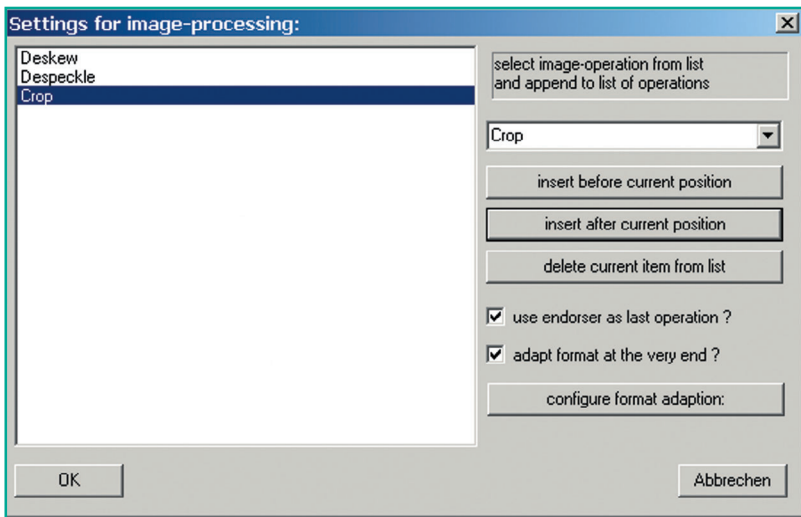 Settings for image-processing:
Deskew
Despeckle
Crop
select image-operation from list
and append to list of operations
Crop
insert before current position
insert after current position
delete current item from list
use endorser as last operation ?
adapt format at the very end ?
configure format adaption:
OK
Abbrechen